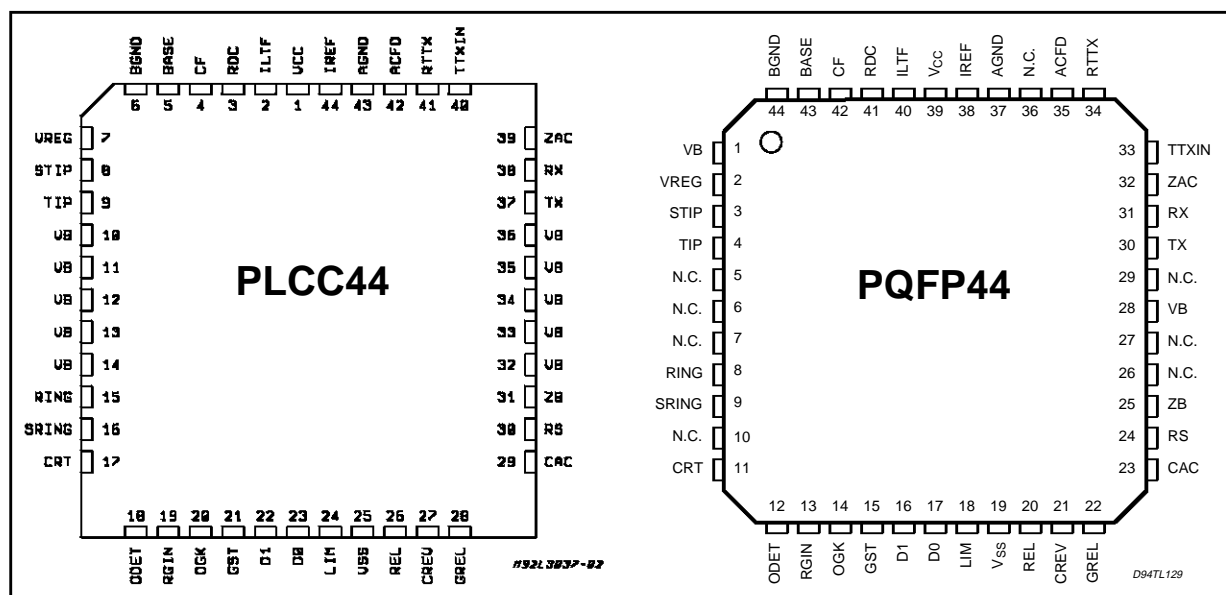 BGND BASE CF RDC ILTF VCC IREF AGND ACFD RTTX TTXIN
6 5 4 3 2 1 44 43 42 41 40
VREG 7 39 ZAC
STIP 8 38 RX
TIP 9 37 TX
VB 10 36 VB
VB 11 35 VB
VB 12 34 VB
VB 13 33 VB
VB 14 32 VB
RING 15 31 ZB
SRING 16 30 RS
CRT 17 29 CAC
PLCC44
18 19 20 21 22 23 24 25 26 27 28
ODET RGIN OGK GST D1 D0 LIM VSS REL CREV GREL
M92L3037-02
BGND BASE CF RDC ILTF VCC IREF AGND N.C. ACFD RTTX
44 43 42 41 40 39 38 37 36 35 34
VB 1 33 TTXIN
VREG 2 32 ZAC
STIP 3 31 RX
TIP 4 30 TX
N.C. 5 29 N.C.
N.C. 6 28 VB
N.C. 7 27 N.C.
RING 8 26 N.C.
SRING 9 25 ZB
N.C. 10 24 RS
CRT 11 23 CAC
PQFP44
12 13 14 15 16 17 18 19 20 21 22
ODET RGIN OGK GST D1 D0 LIM VSS REL CREV GREL
D94TL129